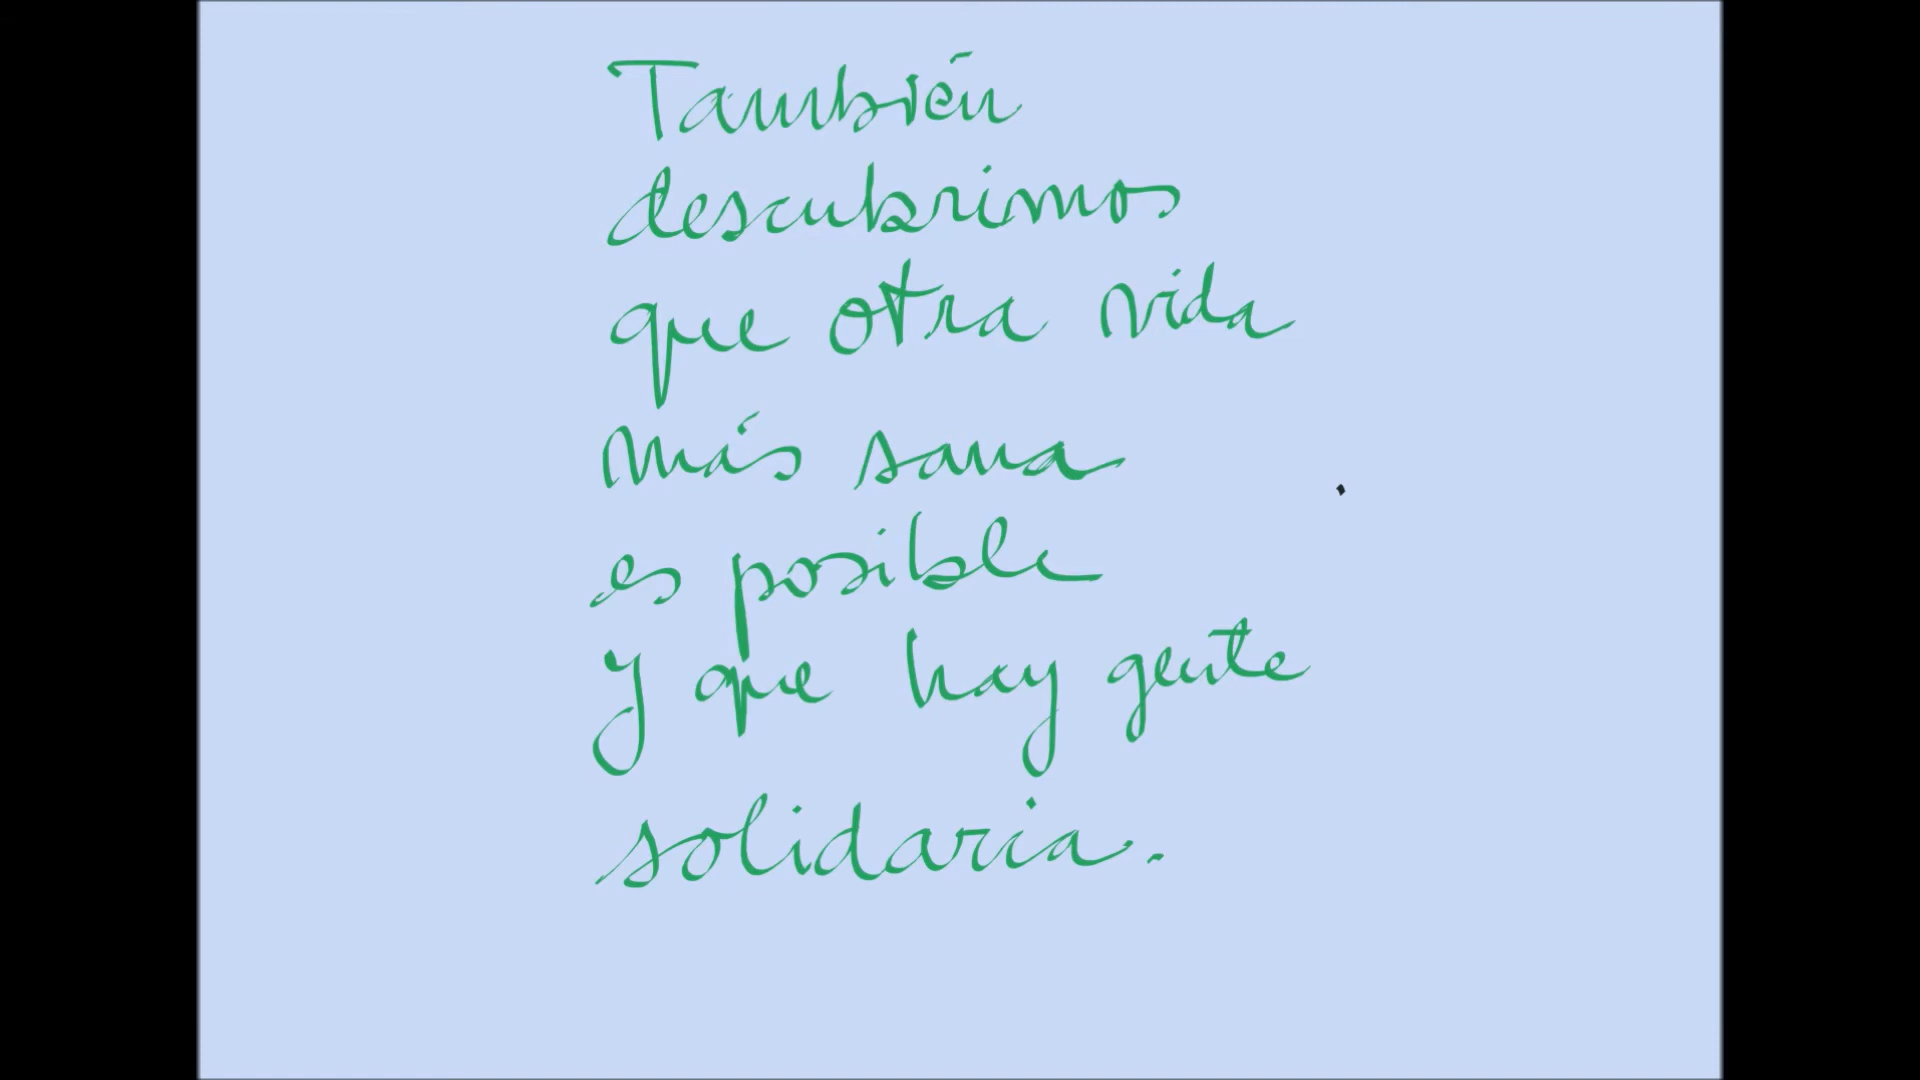 También
descubrimos
que otra vida
más sana
es posible
y que hay gente
solidaria.